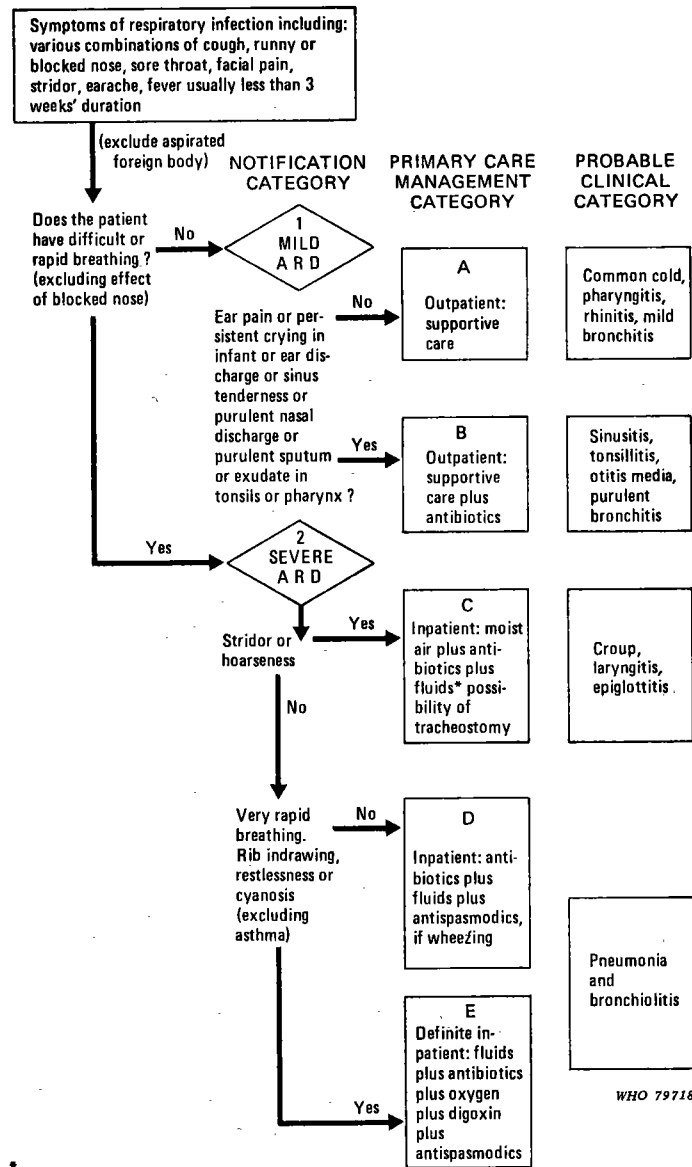 Symptoms of respiratory infection including:
various combinations of cough, runny or
blocked nose, sore throat, facial pain,
stridor, earache, fever usually less than 3
weeks' duration
(exclude aspirated
foreign body)
NOTIFICATION
CATEGORY
PRIMARY CARE
MANAGEMENT
CATEGORY
PROBABLE
CLINICAL
CATEGORY
Does the patient
have difficult or
rapid breathing ?
(excluding effect
of blocked nose)
No
1
MILD
A R D
Ear pain or per-
sistent crying in
infant or ear dis-
charge or sinus
tenderness or
purulent nasal
discharge or
purulent sputum
or exudate in
tonsils or pharynx ?
No
A
Outpatient:
supportive
care
Common cold,
pharyngitis,
rhinitis, mild
bronchitis
Yes
B
Outpatient:
supportive
care plus
antibiotics
Sinusitis,
tonsillitis,
otitis media,
purulent
bronchitis
Yes
2
SEVERE
A R D
Stridor or
hoarseness
Yes
C
Inpatient: moist
air plus anti-
biotics plus
fluids* possi-
bility of
tracheostomy
Croup,
laryngitis,
epiglottitis
No
Very rapid
breathing.
Rib indrawing,
restlessness or
cyanosis
(excluding
asthma)
No
D
Inpatient: anti-
biotics plus
fluids plus
antispasmodics,
if wheezing
Pneumonia
and
bronchiolitis
Yes
E
Definite in-
patient: fluids
plus antibiotics
plus oxygen
plus digoxin
plus
antispasmodics
WHO 79718
*